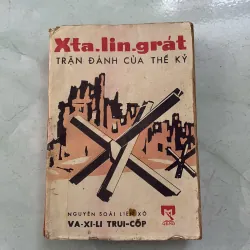 Xta.lin.grát
TRẬN ĐÁNH CỦA THẾ KỶ
NGUYÊN SOÁI LIÊN XÔ
VA-XI-LI TRUI-CỐP